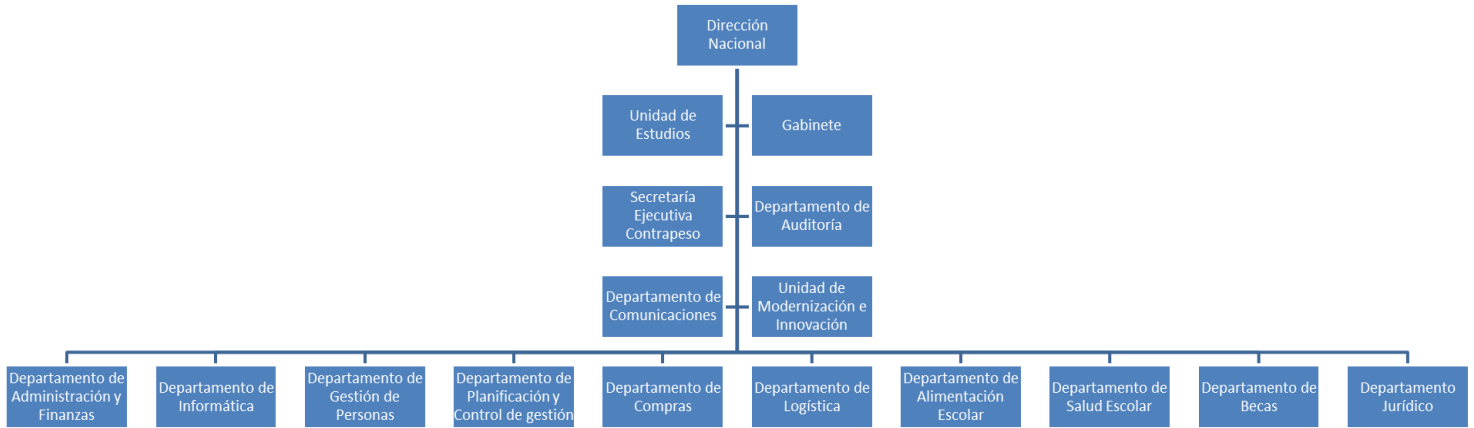 Dirección
Nacional
Unidad de
Estudios
Gabinete
Secretaría
Ejecutiva
Contrapeso
Departamento de
Auditoría
Departamento de
Comunicaciones
Unidad de
Modernización e
Innovación
Departamento de
Administración y
Finanzas
Departamento de
Informática
Departamento de
Gestión de
Personas
Departamento de
Planificación y
Control de gestión
Departamento de
Compras
Departamento de
Logística
Departamento de
Alimentación
Escolar
Departamento de
Salud Escolar
Departamento de
Becas
Departamento
Jurídico